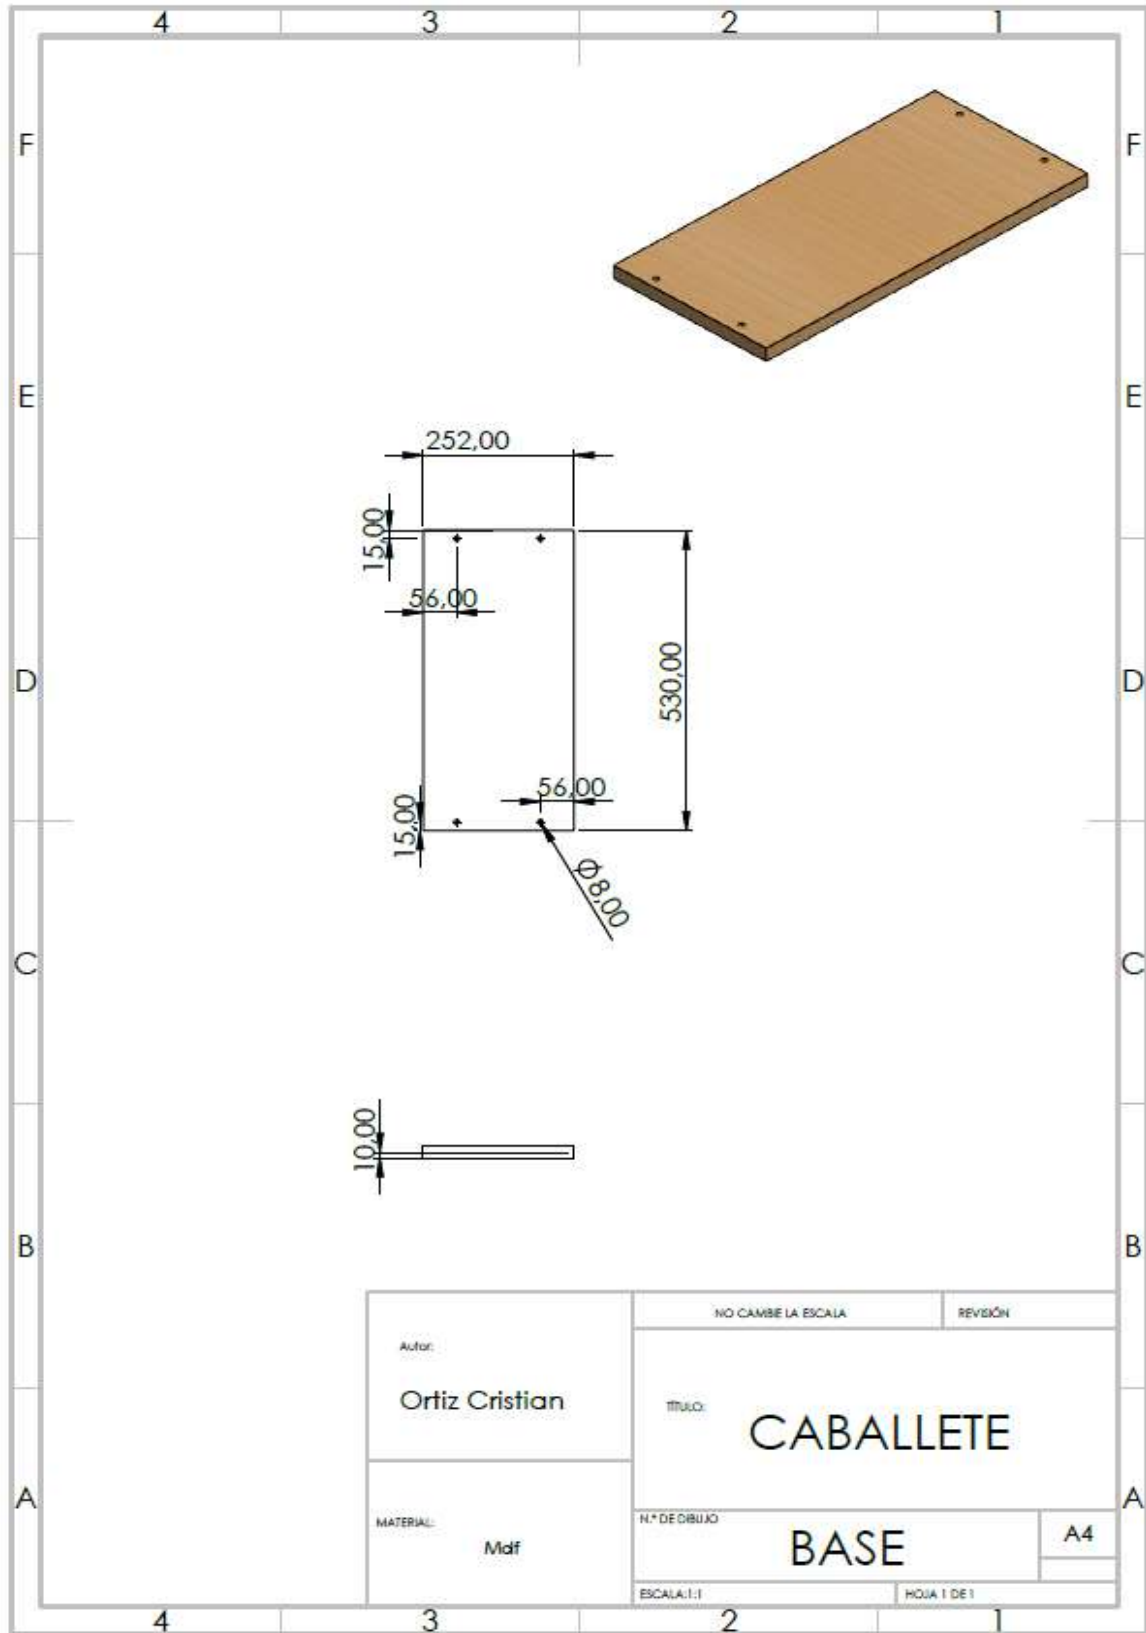 4 3 2 1
F F
E E
252,00
15,00
56,00
D D
530,00
56,00
15,00
Ø8,00
C C
10,00
B B
NO CAMBIE LA ESCALA REVISIÓN
Autor:
Ortiz Cristian
TÍTULO:
CABALLETE
A A
MATERIAL:
Mdf
N.º DE DIBUJO
BASE
A4
ESCALA:1:1 HOJA 1 DE 1
4 3 2 1